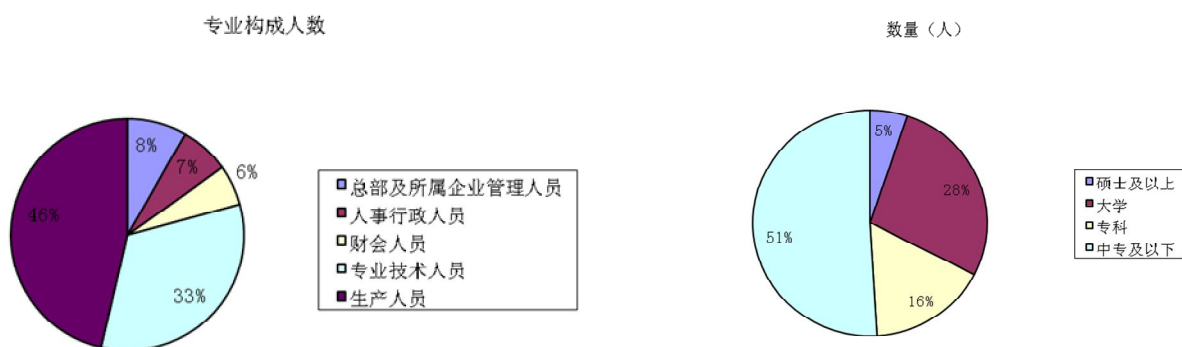 专业构成人数
8%
7%
6%
33%
46%
总部及所属企业管理人员
人事行政人员
财会人员
专业技术人员
生产人员
数量（人）
5%
28%
16%
51%
硕士及以上
大学
专科
中专及以下